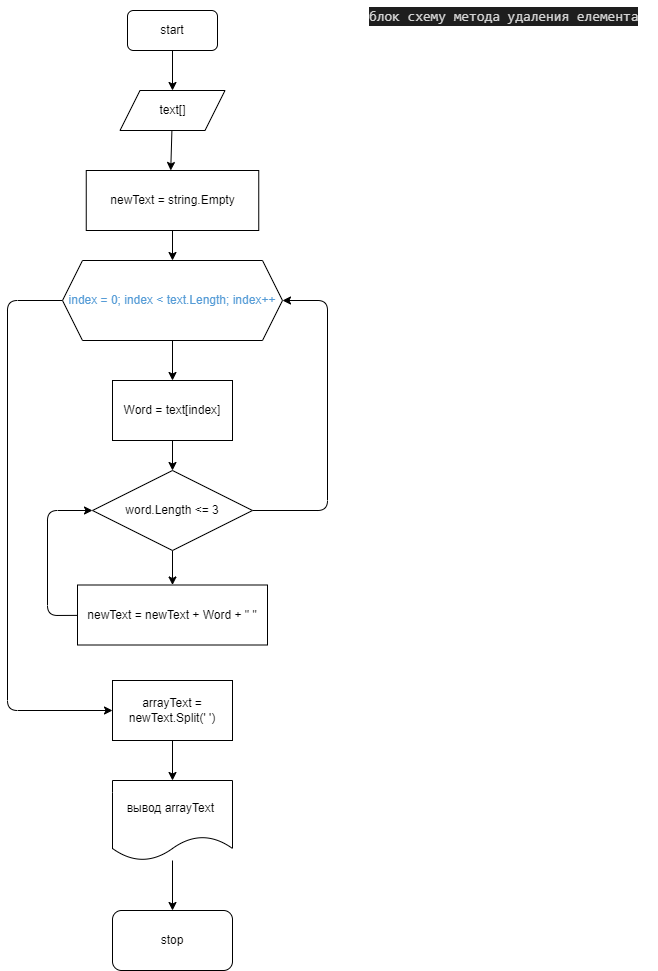 блок схему метода удаления елемента
start
text[]
newText = string.Empty
index = 0; index < text.Length; index++
Word = text[index]
word.Length <= 3
newText = newText + Word + " "
arrayText =
newText.Split(' ')
вывод arrayText
stop